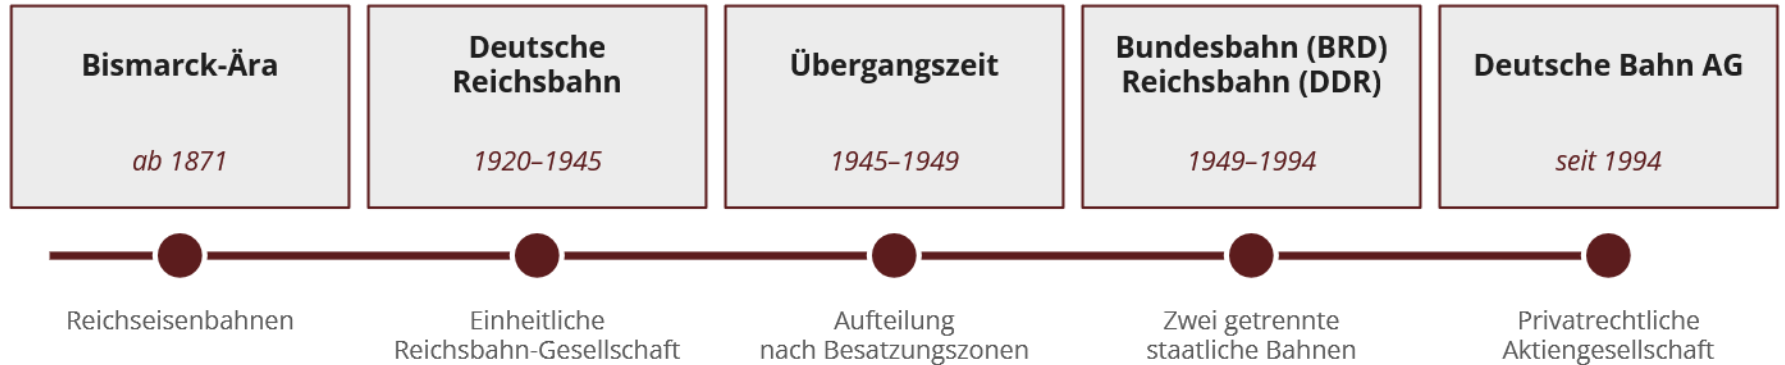 Bismarck-Ära
ab 1871
Deutsche
Reichsbahn
1920–1945
Übergangszeit
1945–1949
Bundesbahn (BRD)
Reichsbahn (DDR)
1949–1994
Deutsche Bahn AG
seit 1994
Reichseisenbahnen
Einheitliche
Reichsbahn-Gesellschaft
Aufteilung
nach Besatzungszonen
Zwei getrennte
staatliche Bahnen
Privatrechtliche
Aktiengesellschaft